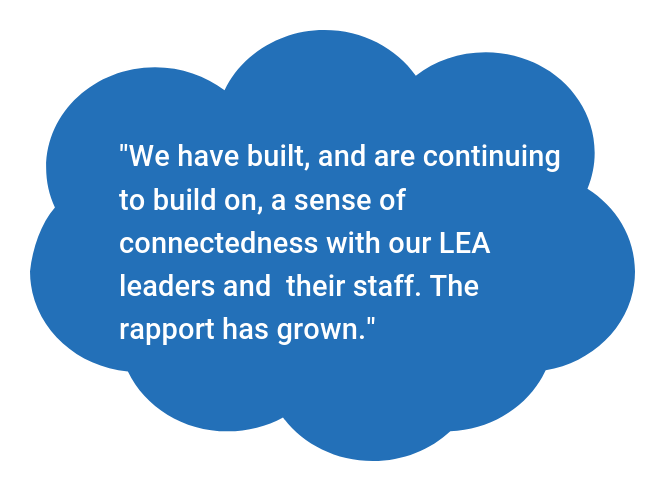 "We have built, and are continuing
to build on, a sense of
connectedness with our LEA
leaders and  their staff. The
rapport has grown."